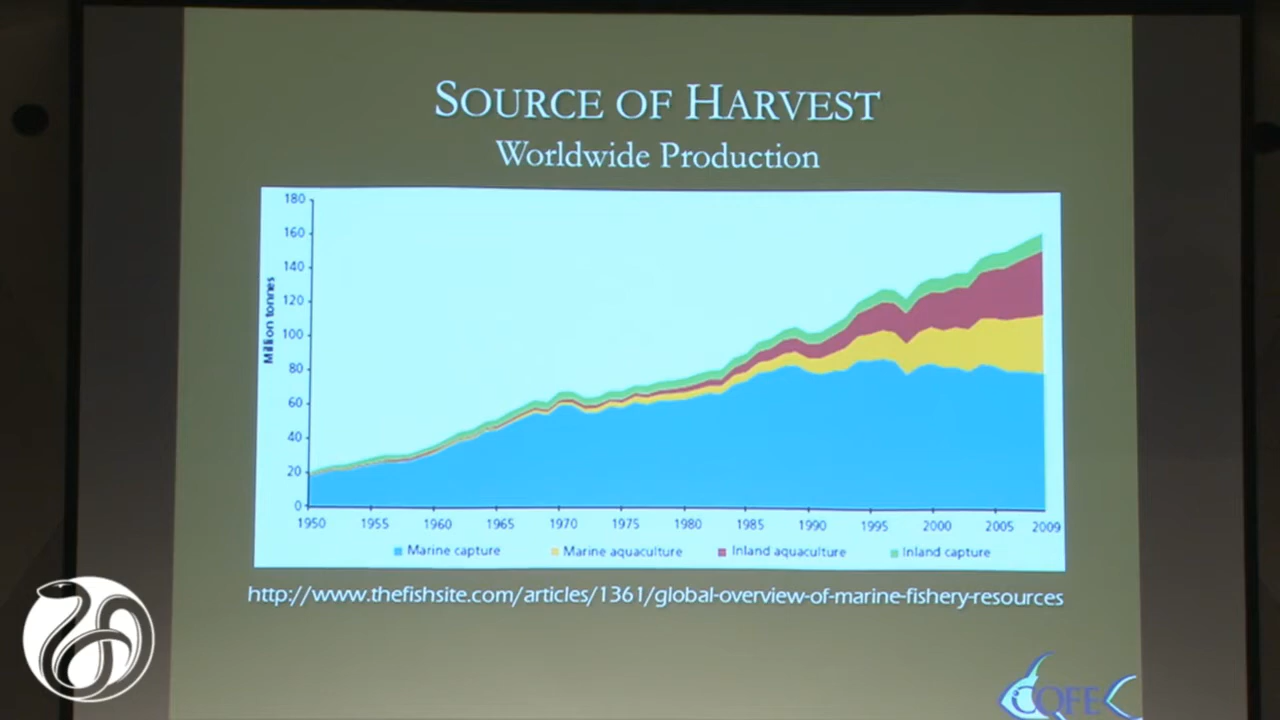 SOURCE OF HARVEST
Worldwide Production
180
160
140
120
100
80
60
40
20
0
Million tonnes
1950 1955 1960 1965 1970 1975 1980 1985 1990 1995 2000 2005 2009
Marine capture Marine aquaculture Inland aquaculture Inland capture
http://www.thefishsite.com/articles/1361/global-overview-of-marine-fishery-resources